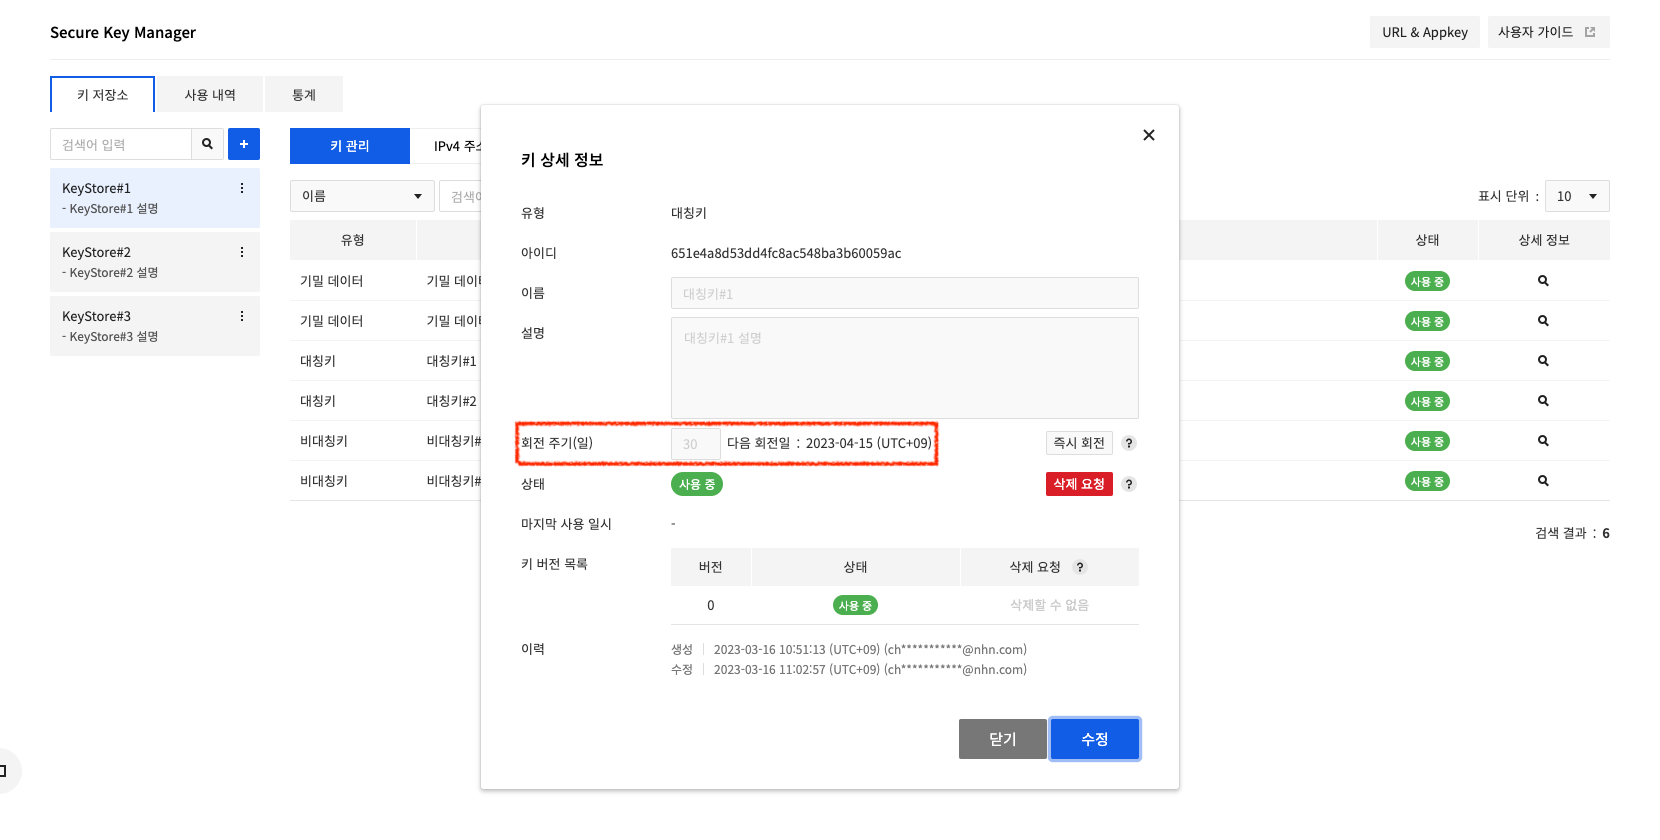 Secure Key Manager
URL & Appkey
사용자 가이드
키 저장소
사용 내역
통계
검색어 입력
+
KeyStore#1
- KeyStore#1 설명
KeyStore#2
- KeyStore#2 설명
KeyStore#3
- KeyStore#3 설명
키 관리
IPv4 주소
이름
검색어
표시 단위 : 10
유형
상태
상세 정보
기밀 데이터 기밀 데이터 사용 중
기밀 데이터 기밀 데이터 사용 중
대칭키 대칭키#1 사용 중
대칭키 대칭키#2 사용 중
비대칭키 비대칭키# 사용 중
비대칭키 비대칭키# 사용 중
검색 결과 : 6
키 상세 정보
유형 대칭키
아이디 651e4a8d53dd4fc8ac548ba3b60059ac
이름 대칭키#1
설명 대칭키#1 설명
회전 주기(일) 30 다음 회전일 : 2023-04-15 (UTC+09) 즉시 회전 ?
상태 사용 중 삭제 요청 ?
마지막 사용 일시 -
키 버전 목록 버전 상태 삭제 요청 ?
0 사용 중 삭제할 수 없음
이력 생성 2023-03-16 10:51:13 (UTC+09) (ch***********@nhn.com)
수정 2023-03-16 11:02:57 (UTC+09) (ch***********@nhn.com)
닫기 수정